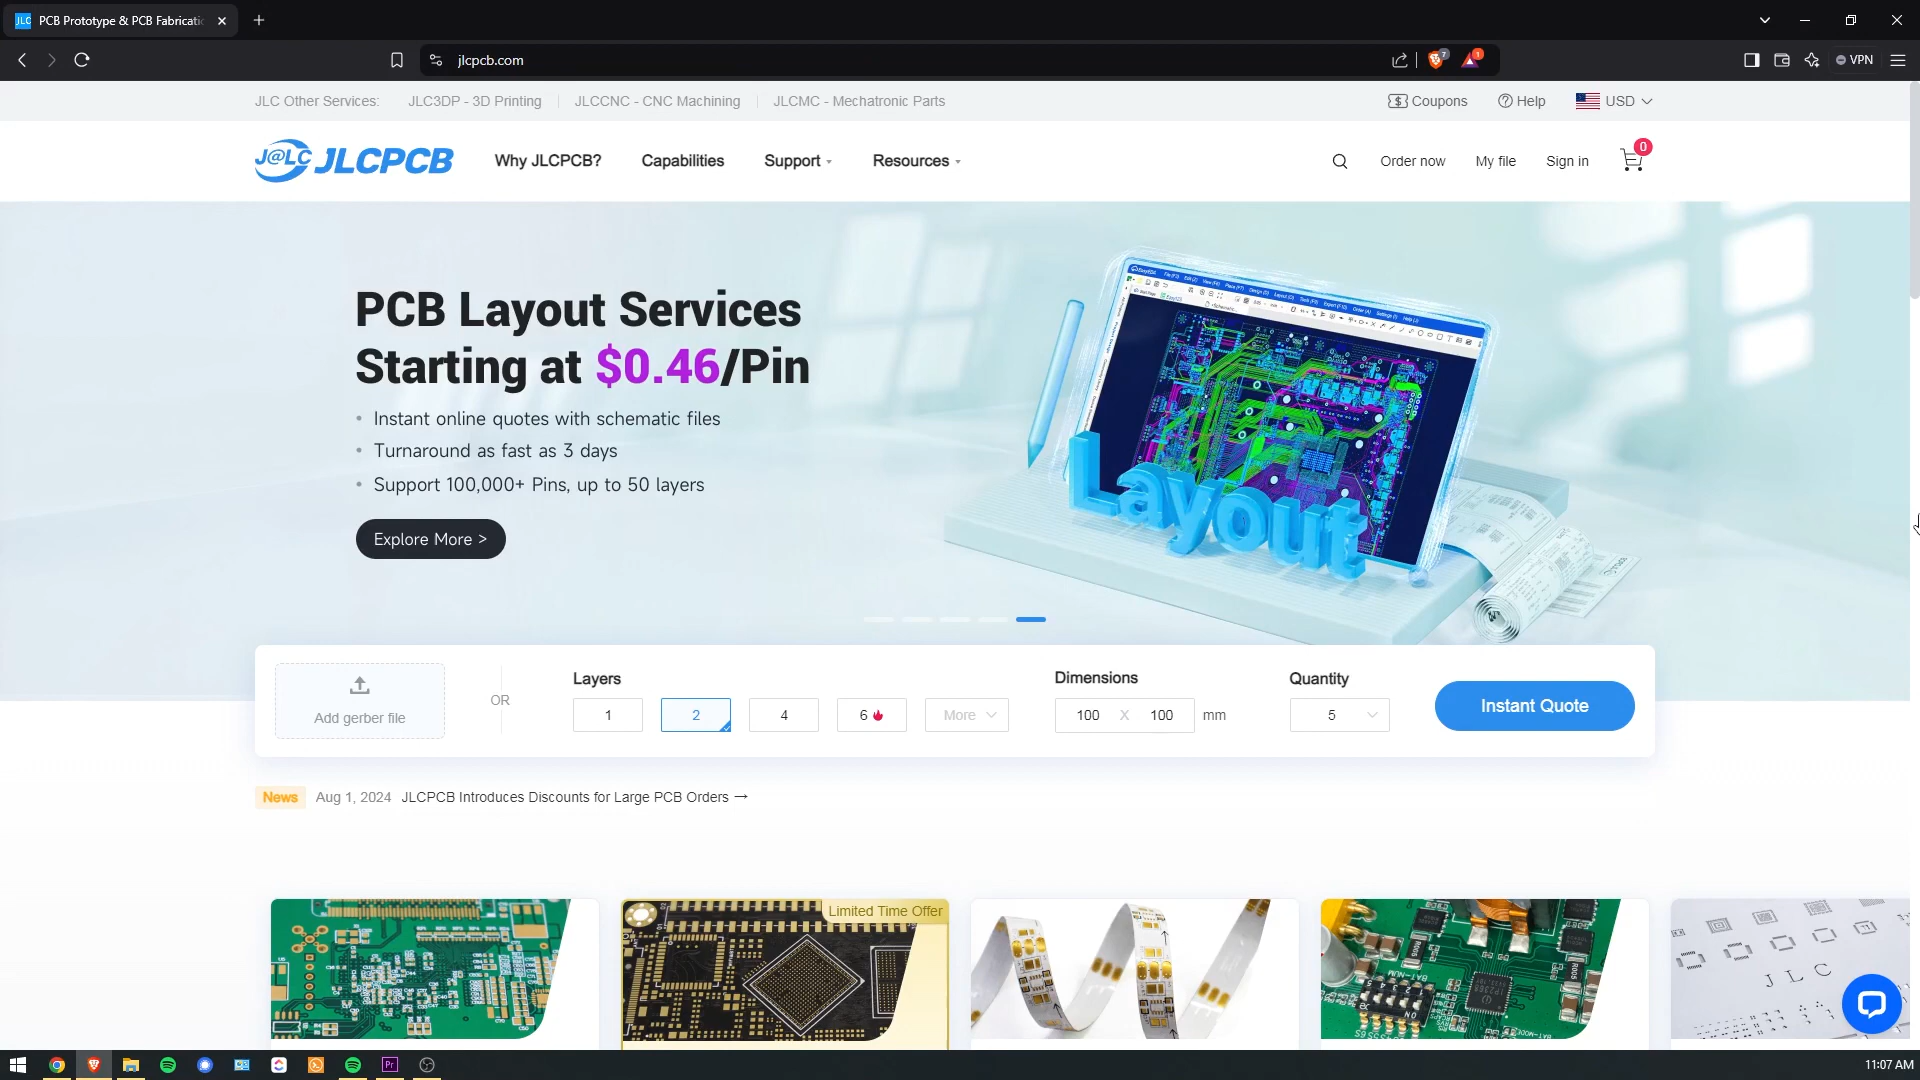 PCB Prototype & PCB Fabricatio
jlcpcb.com
7
1
VPN
JLC Other Services:
JLC3DP - 3D Printing
JLCCNC - CNC Machining
JLCMC - Mechatronic Parts
Coupons
Help
USD
J@LC JLCPCB
Why JLCPCB?
Capabilities
Support
Resources
Order now
My file
Sign in
0
PCB Layout Services
Starting at $0.46/Pin
• Instant online quotes with schematic files
• Turnaround as fast as 3 days
• Support 100,000+ Pins, up to 50 layers
Explore More >
Layout
Add gerber file
OR
Layers
1
2
4
6
More
Dimensions
100 X 100 mm
Quantity
5
Instant Quote
News
Aug 1, 2024
JLCPCB Introduces Discounts for Large PCB Orders →
Limited Time Offer
JLC
11:07 AM